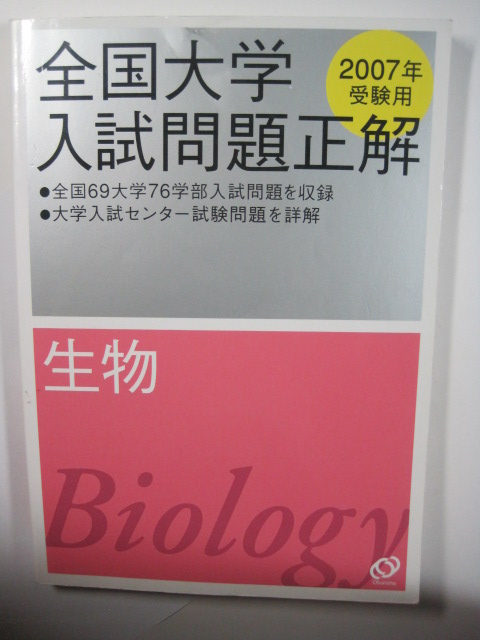 全国大学
入試問題正解
2007年
受験用
●全国69大学76学部入試問題を収録
●大学入試センター試験問題を詳解
生物
Biology
Obunsha